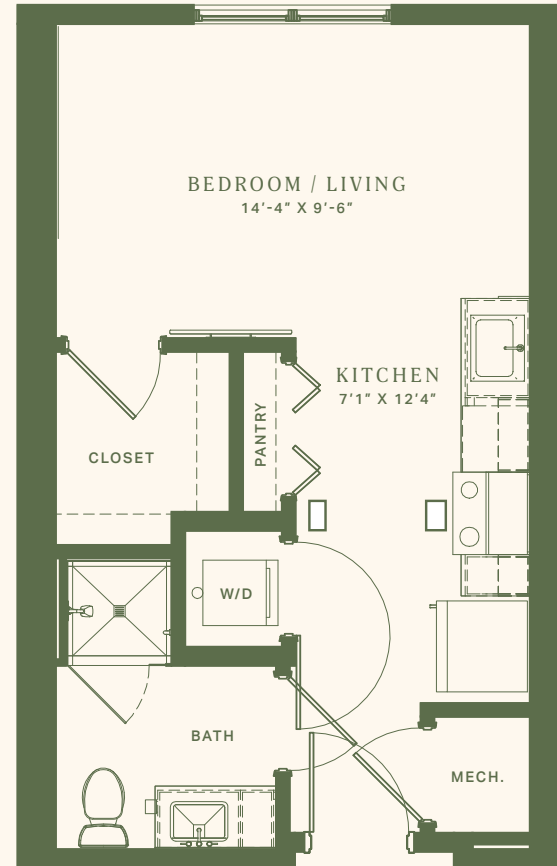 BEDROOM / LIVING
14'-4" X 9'-6"
KITCHEN
7'1" X 12'4"
PANTRY
CLOSET
W/D
BATH
MECH.